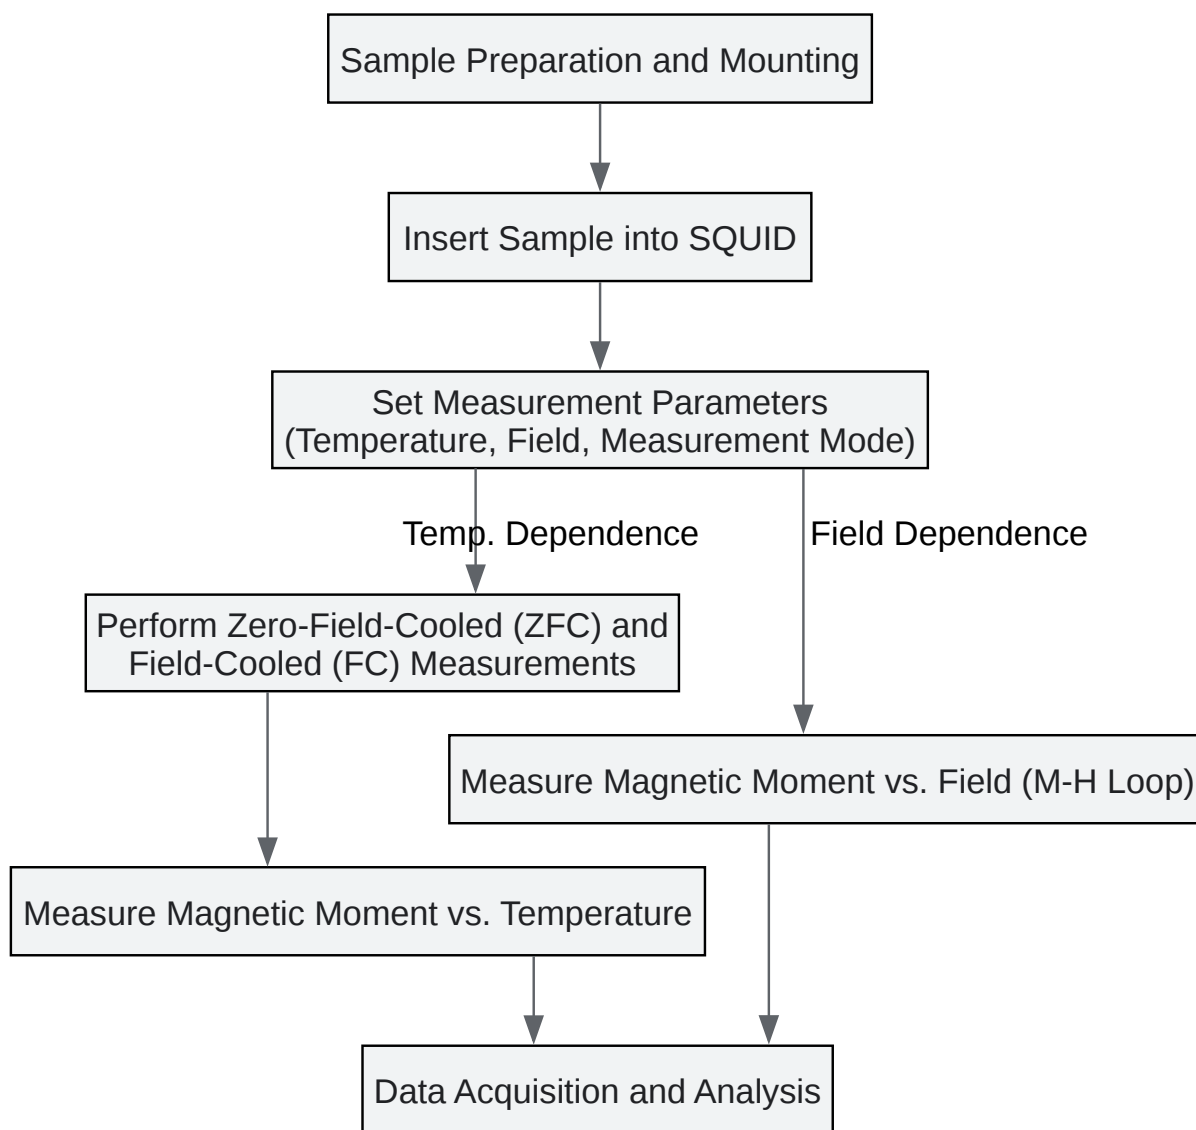 Sample Preparation and Mounting
Insert Sample into SQUID
Set Measurement Parameters
(Temperature, Field, Measurement Mode)
Temp. Dependence
Field Dependence
Perform Zero-Field-Cooled (ZFC) and
Field-Cooled (FC) Measurements
Measure Magnetic Moment vs. Field (M-H Loop)
Measure Magnetic Moment vs. Temperature
Data Acquisition and Analysis